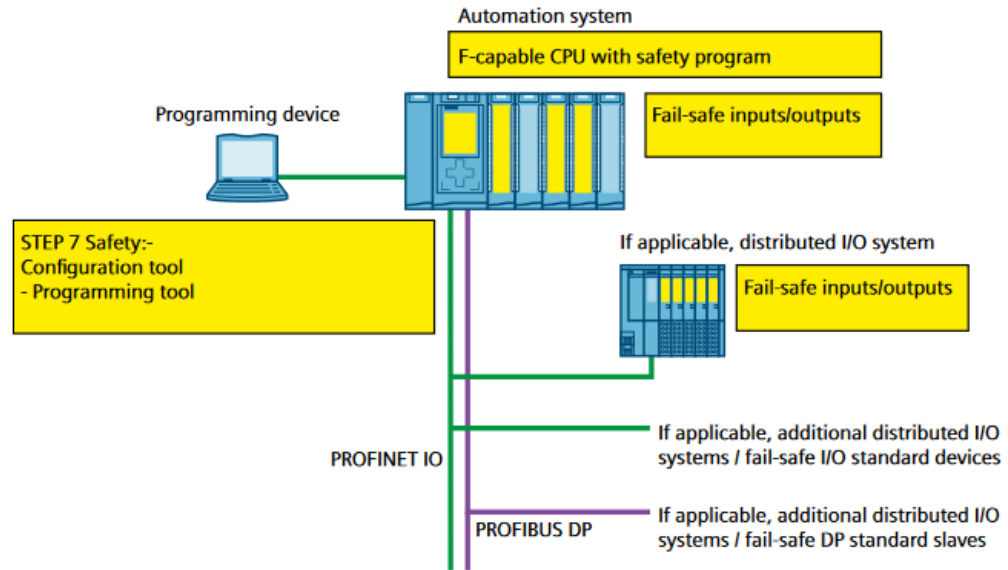 Automation system
F-capable CPU with safety program
Programming device
Fail-safe inputs/outputs
STEP 7 Safety:-
Configuration tool
- Programming tool
If applicable, distributed I/O system
Fail-safe inputs/outputs
PROFINET IO
If applicable, additional distributed I/O
systems / fail-safe I/O standard devices
PROFIBUS DP
If applicable, additional distributed I/O
systems / fail-safe DP standard slaves